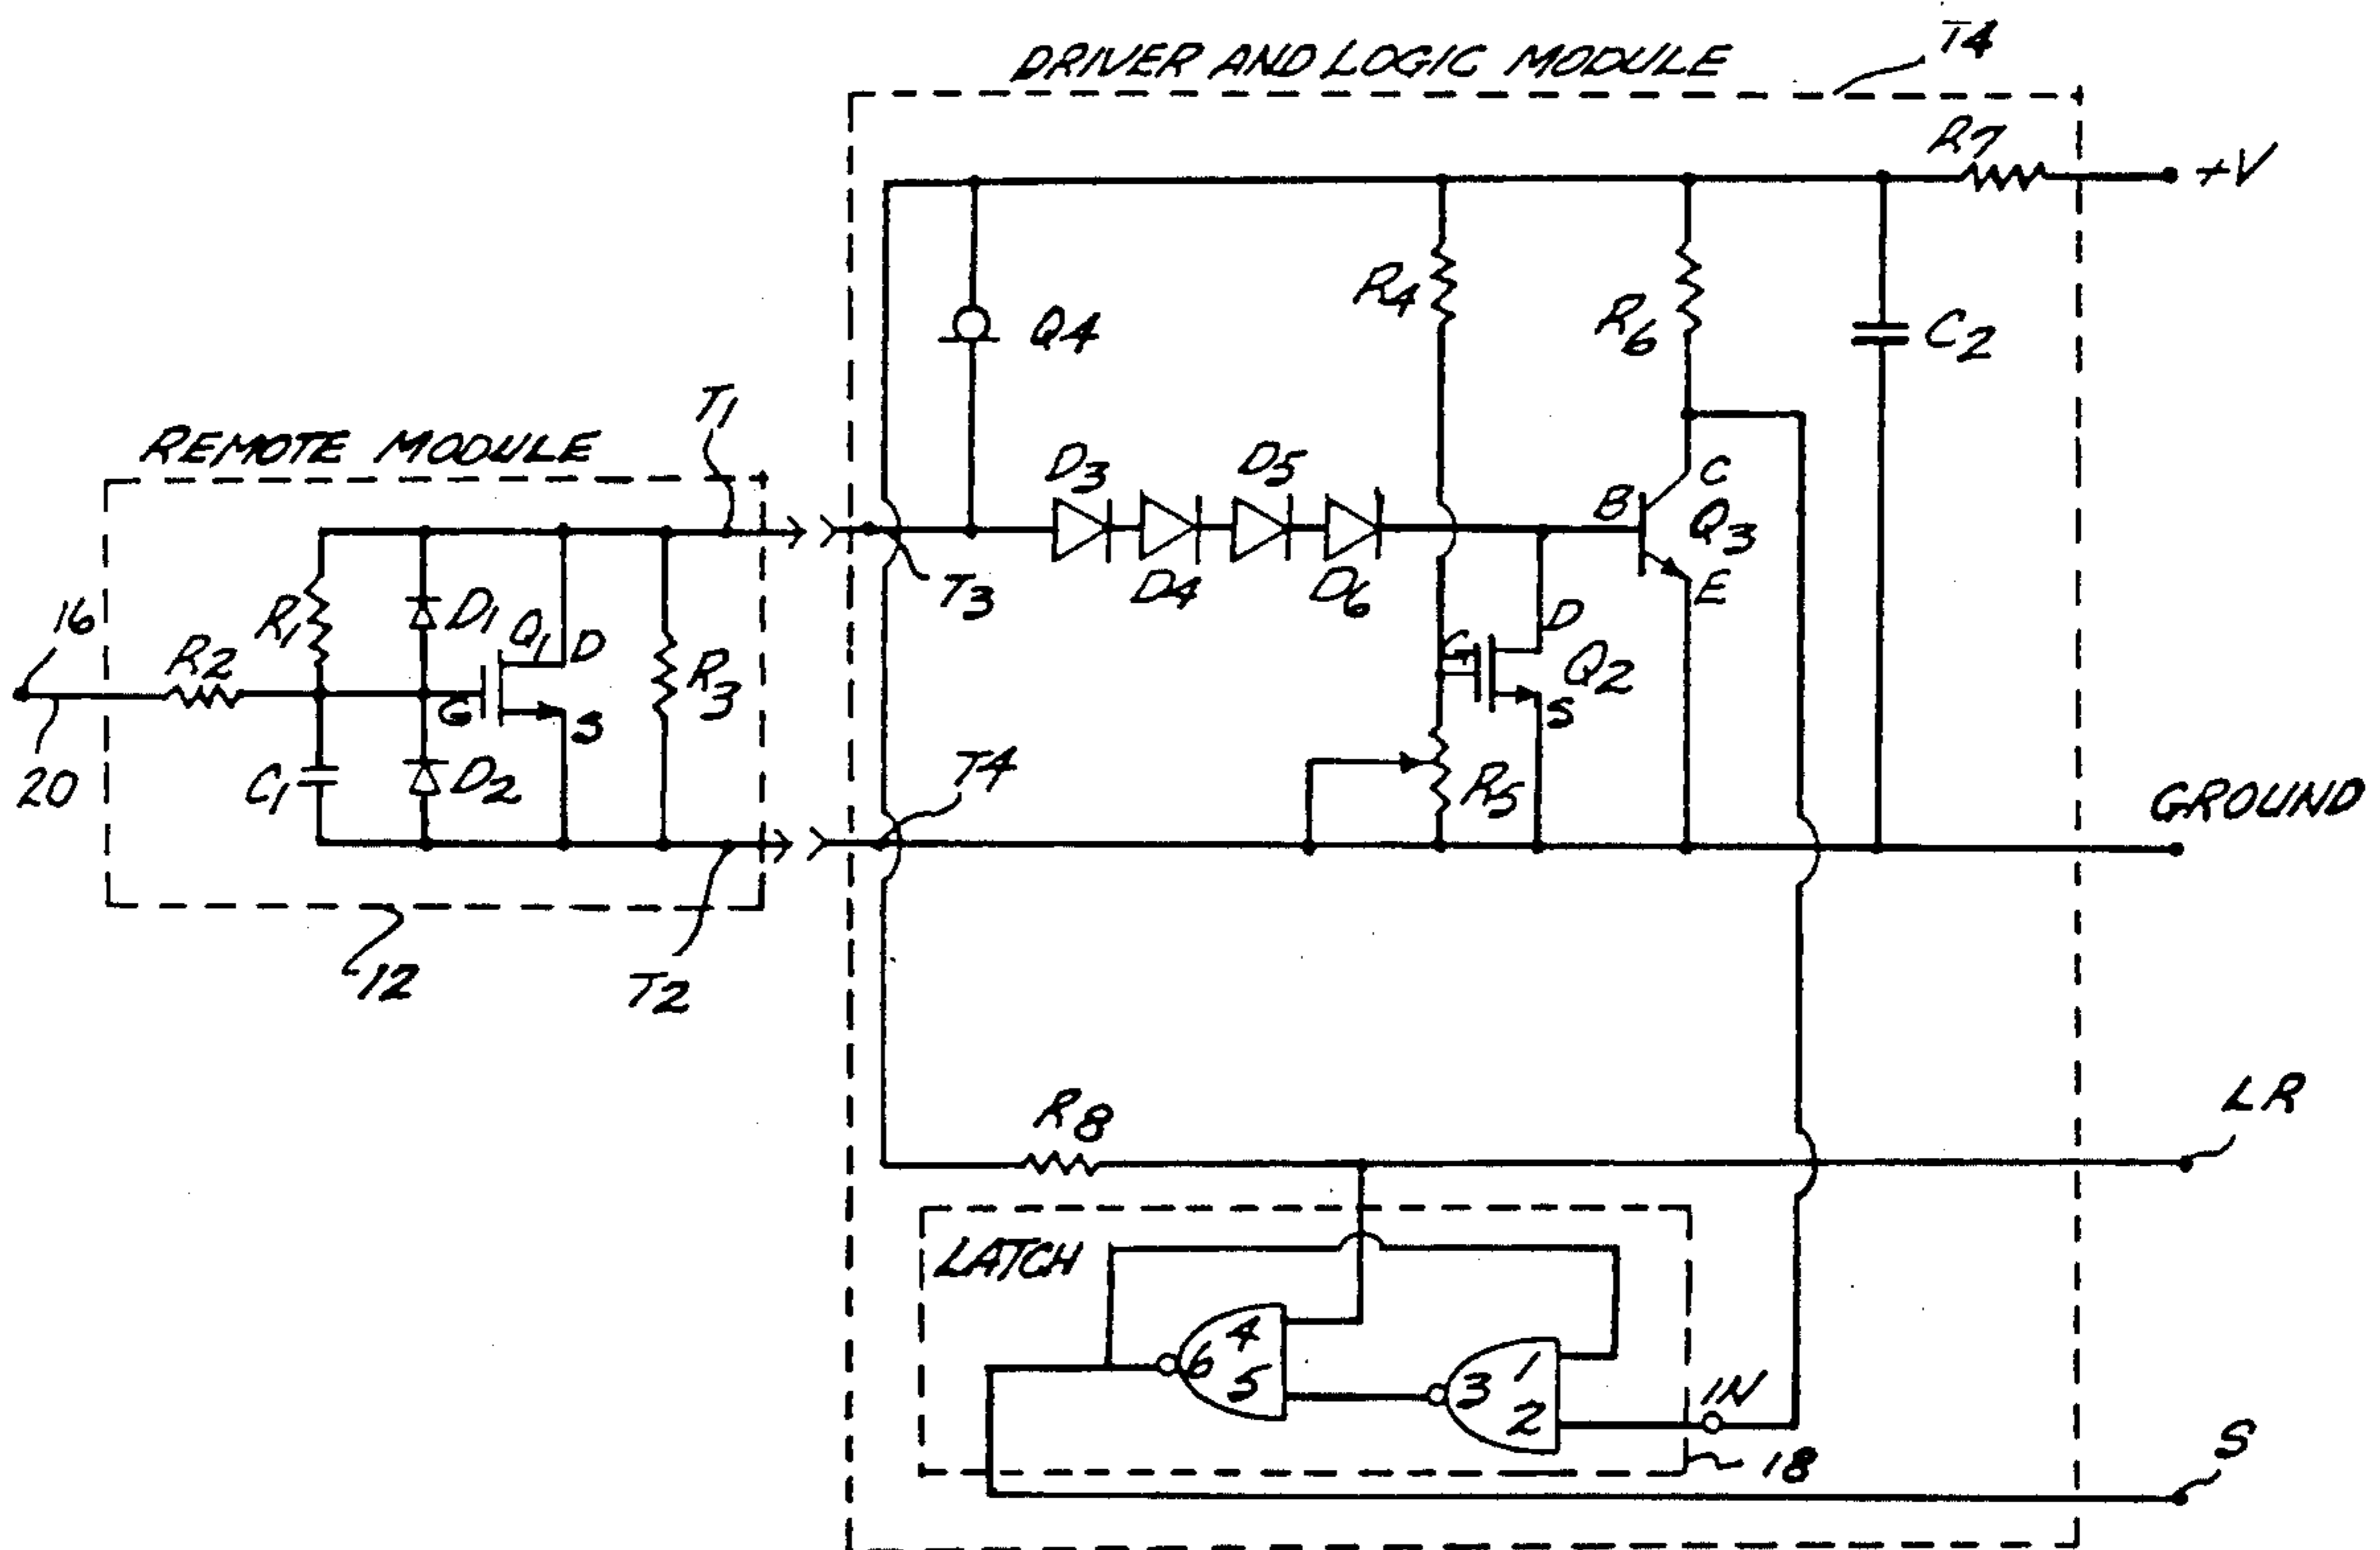 DRIVER AND LOGIC MODULE
14
R7
+V
R4
R6
C2
Q4
T1
REMOTE MODULE
D3
D5
B
C
Q3
E
D4
D6
T3
16
R1
D1
Q1
D
R2
R3
G
S
C1
D2
20
G
D
Q2
S
T4
R5
GROUND
12
T2
R8
LR
LATCH
4
6
5
1
3
2
IN
18
S